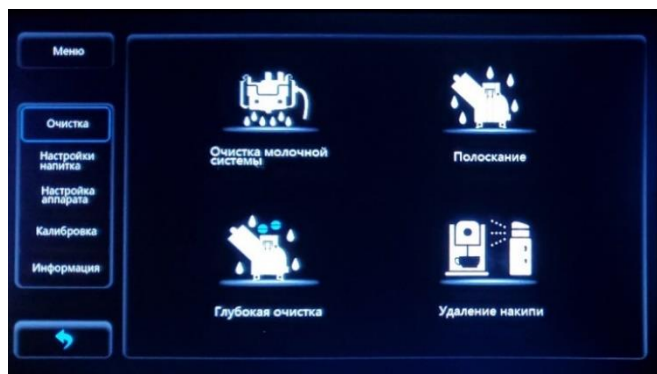 Меню
Очистка
Настройки
напитка
Настройка
аппарата
Калибровка
Информация
Очистка молочной
системы
Полоскание
Глубокая очистка
Удаление накипи